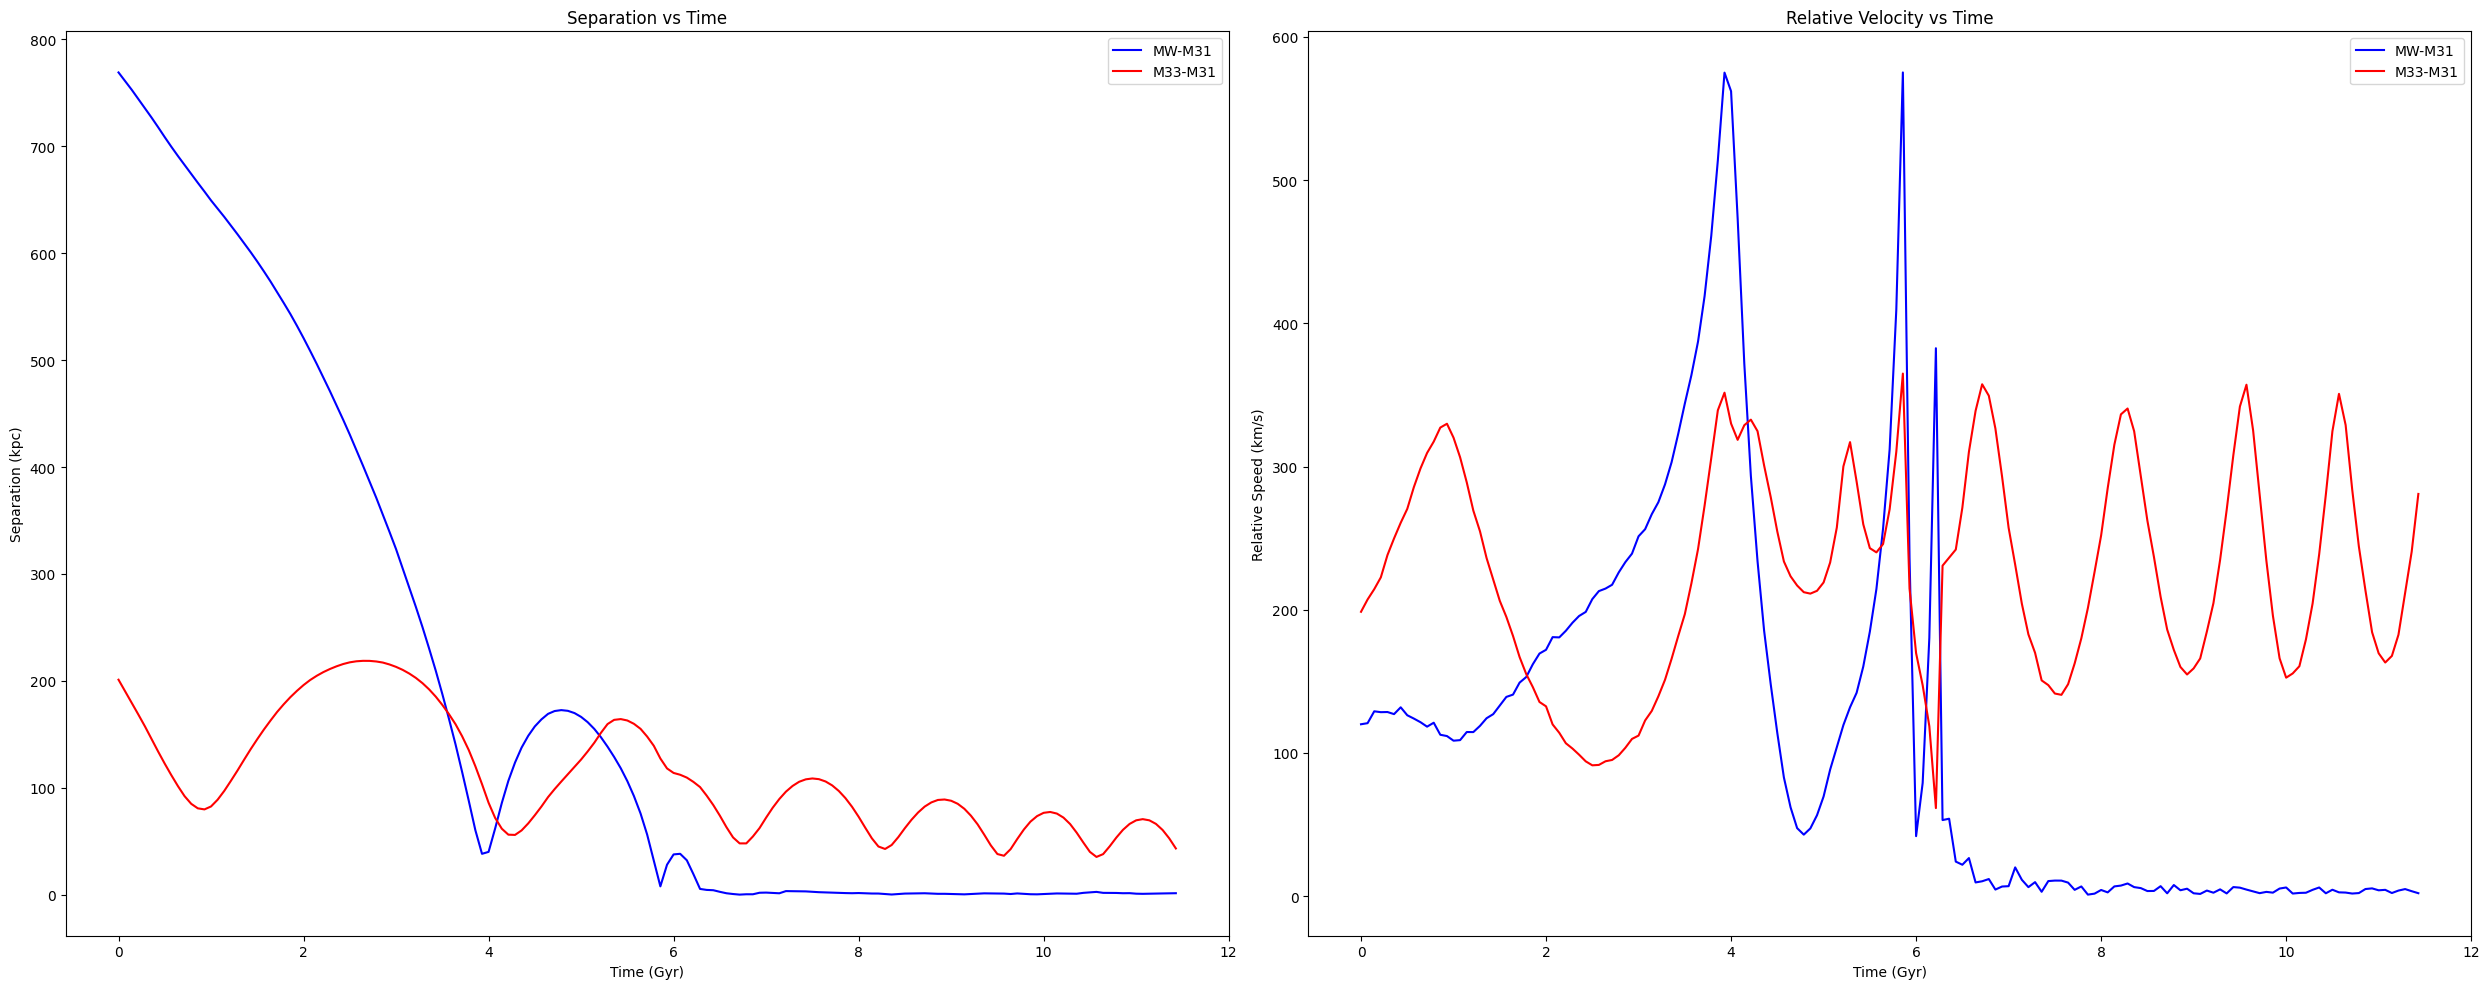 Separation vs Time
800
700
600
500
400
300
200
100
0
Separation (kpc)
0 2 4 6 8 10 12
Time (Gyr)
MW-M31
M33-M31
Relative Velocity vs Time
600
500
400
300
200
100
0
Relative Speed (km/s)
0 2 4 6 8 10 12
Time (Gyr)
MW-M31
M33-M31